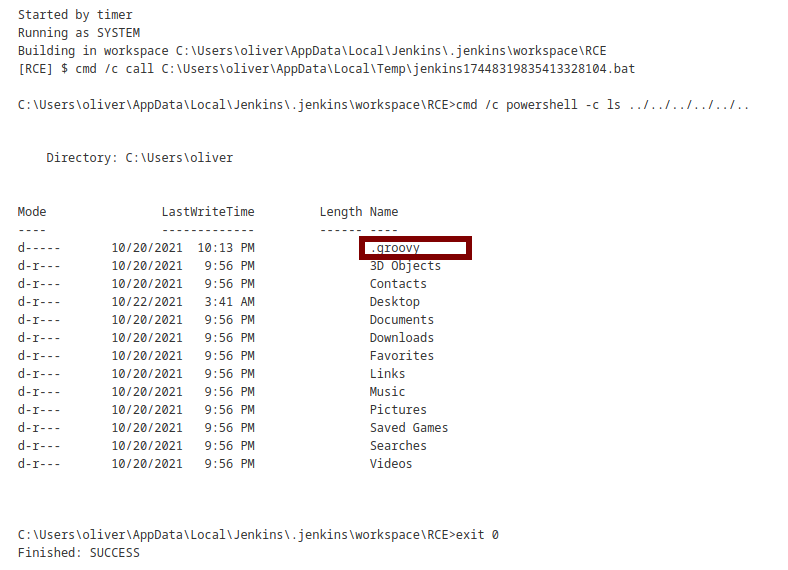 Started by timer
Running as SYSTEM
Building in workspace C:\Users\oliver\AppData\Local\Jenkins\.jenkins\workspace\RCE
[RCE] $ cmd /c call C:\Users\oliver\AppData\Local\Temp\jenkins17448319835413328104.bat
C:\Users\oliver\AppData\Local\Jenkins\.jenkins\workspace\RCE>cmd /c powershell -c ls ../../../../../..
Directory: C:\Users\oliver
Mode LastWriteTime Length Name
---- ------------- ------ ----
d----- 10/20/2021 10:13 PM .groovy
d-r--- 10/20/2021 9:56 PM 3D Objects
d-r--- 10/20/2021 9:56 PM Contacts
d-r--- 10/22/2021 3:41 AM Desktop
d-r--- 10/20/2021 9:56 PM Documents
d-r--- 10/20/2021 9:56 PM Downloads
d-r--- 10/20/2021 9:56 PM Favorites
d-r--- 10/20/2021 9:56 PM Links
d-r--- 10/20/2021 9:56 PM Music
d-r--- 10/20/2021 9:56 PM Pictures
d-r--- 10/20/2021 9:56 PM Saved Games
d-r--- 10/20/2021 9:56 PM Searches
d-r--- 10/20/2021 9:56 PM Videos
C:\Users\oliver\AppData\Local\Jenkins\.jenkins\workspace\RCE>exit 0
Finished: SUCCESS